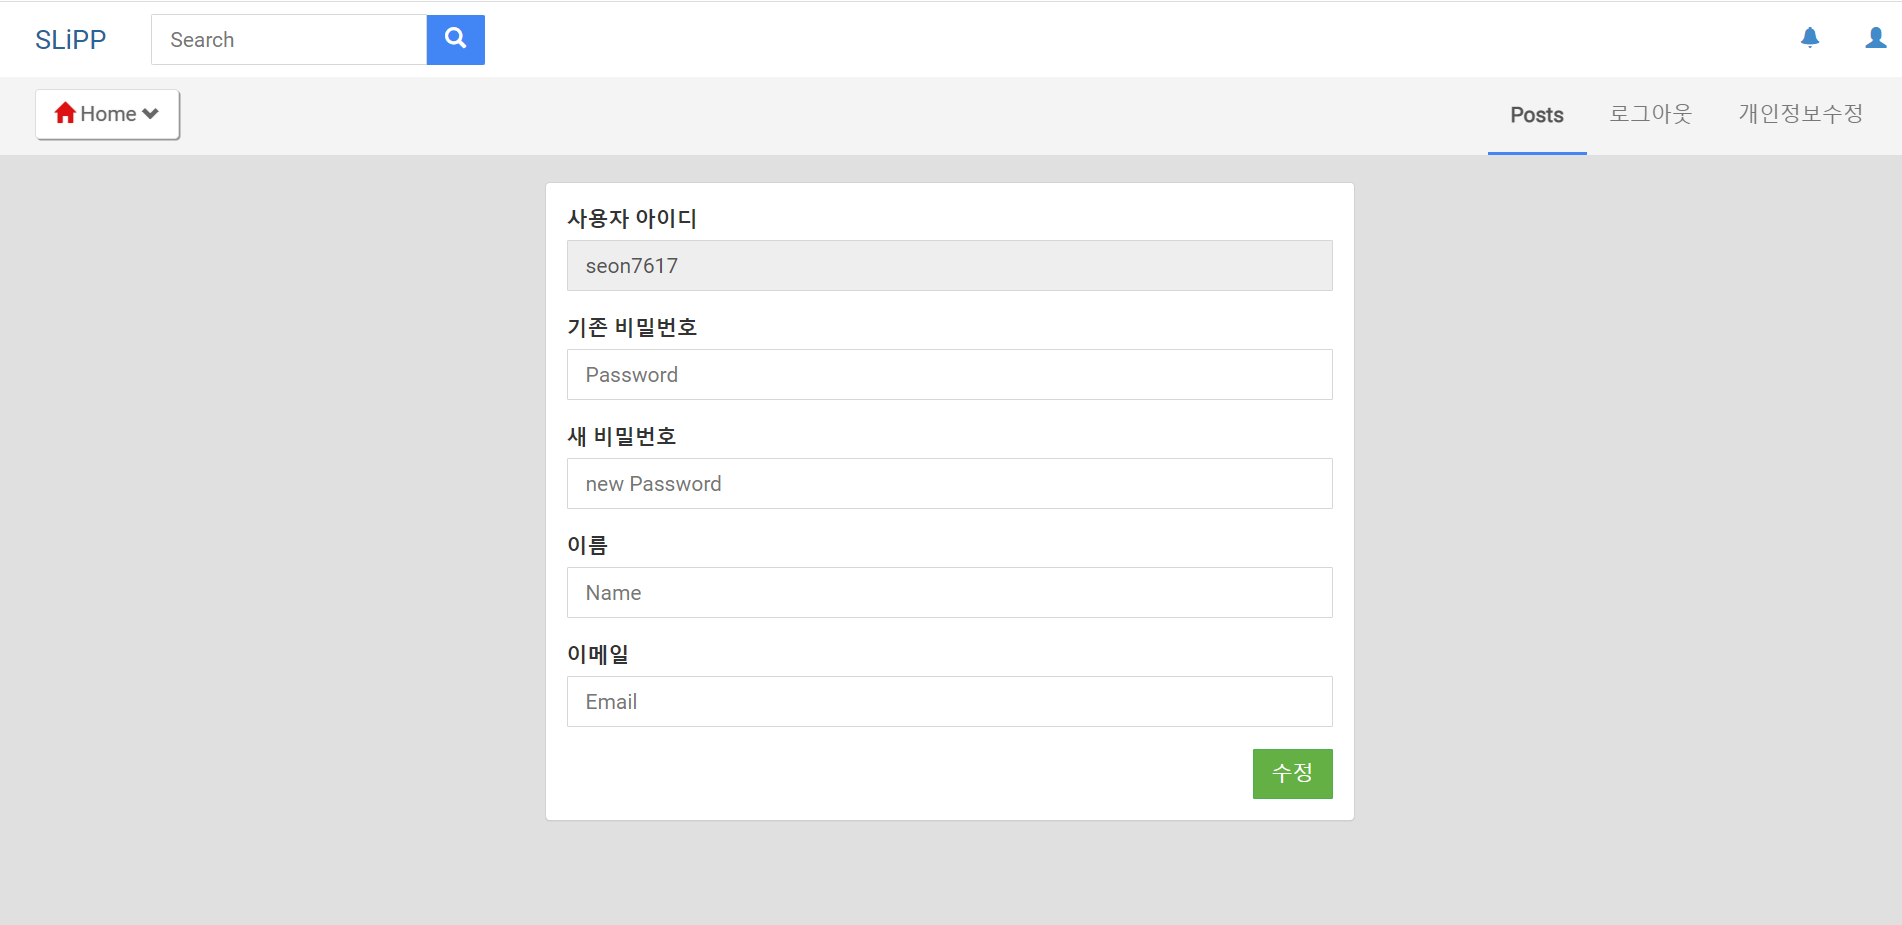 SLiPP
Search
Home
Posts
로그아웃
개인정보수정
사용자 아이디
seon7617
기존 비밀번호
Password
새 비밀번호
new Password
이름
Name
이메일
Email
수정